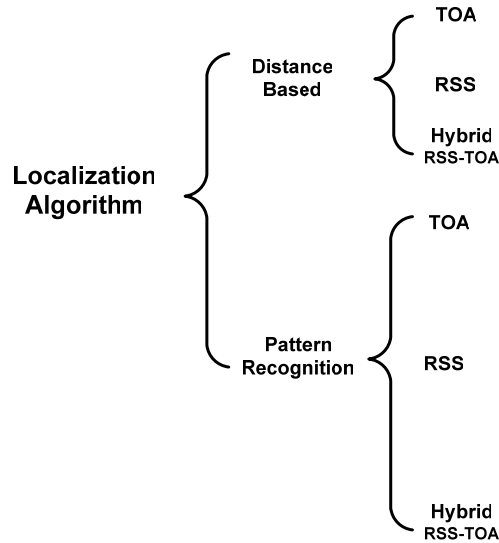 Localization
Algorithm
Distance
Based
TOA
RSS
Hybrid
RSS-TOA
Pattern
Recognition
TOA
RSS
Hybrid
RSS-TOA